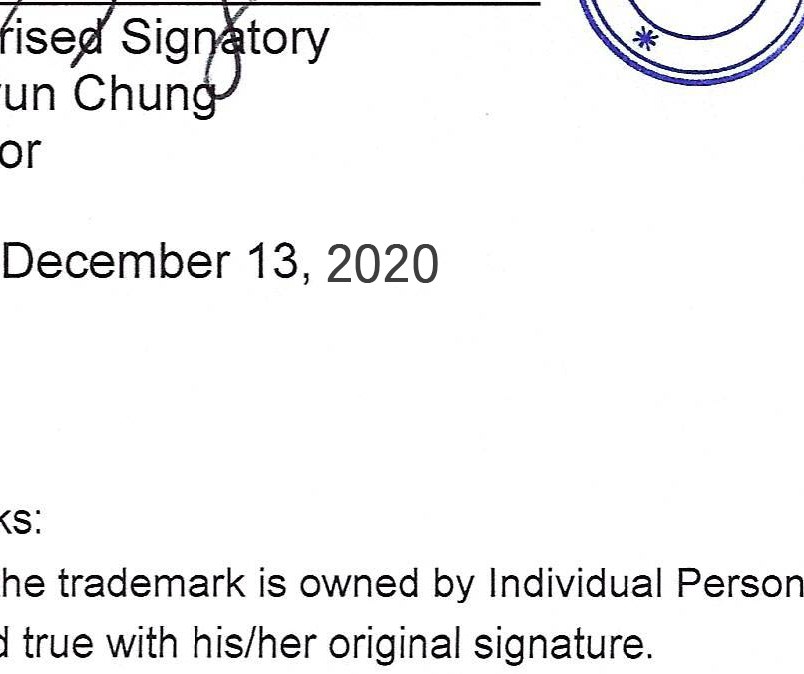 rised Signatory
un Chung
or
December 13, 2020
ks:
he trademark is owned by Individual Person
d true with his/her original signature.